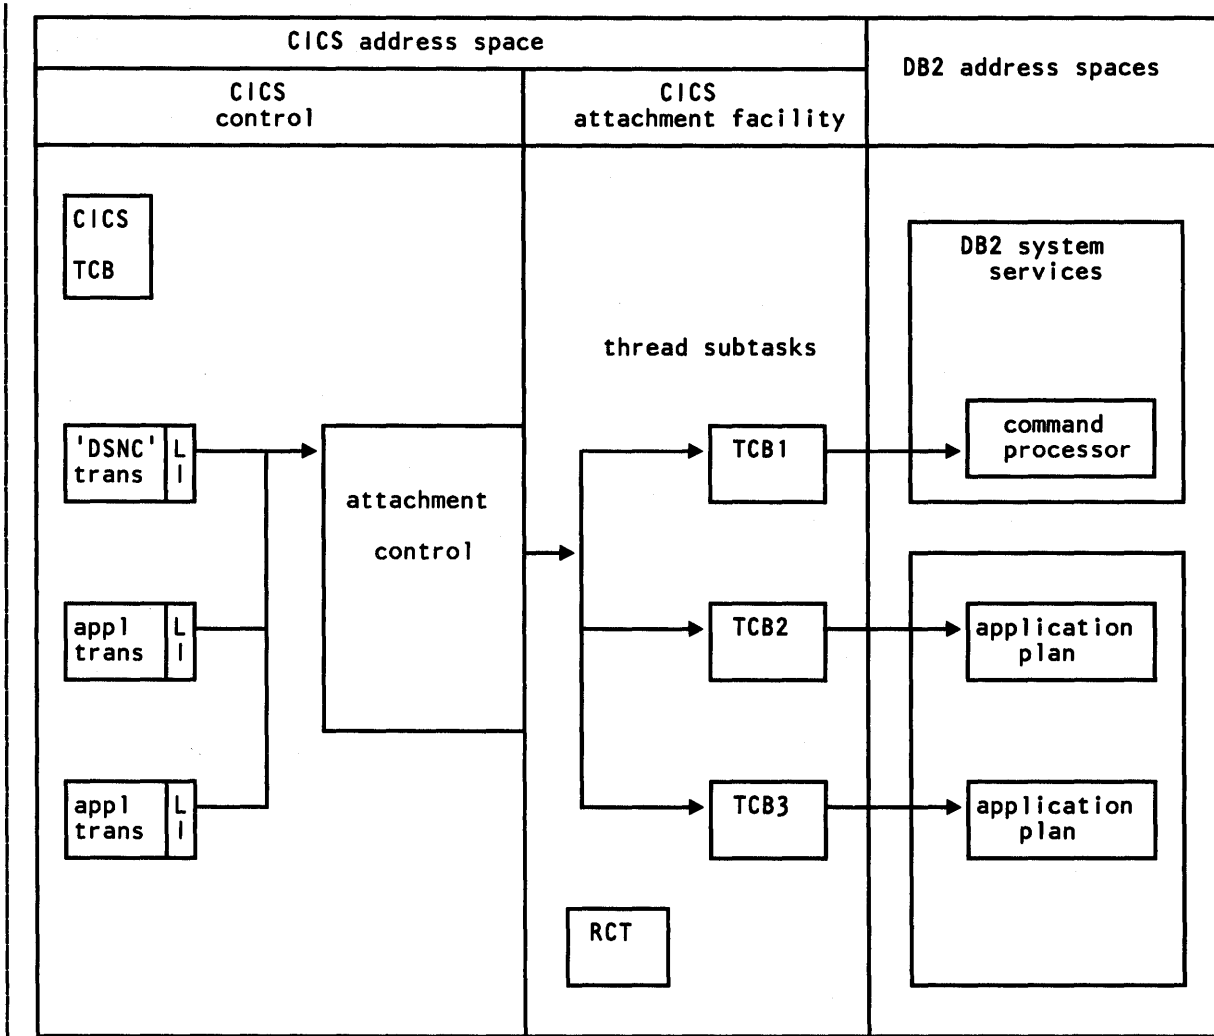 CICS address space
DB2 address spaces
CICS
control
CICS
attachment facility
CICS
TCB
DB2 system
services
thread subtasks
'DSNC'
trans
L
I
attachment
control
TCB1
command
processor
appl
trans
L
I
TCB2
application
plan
appl
trans
L
I
TCB3
application
plan
RCT